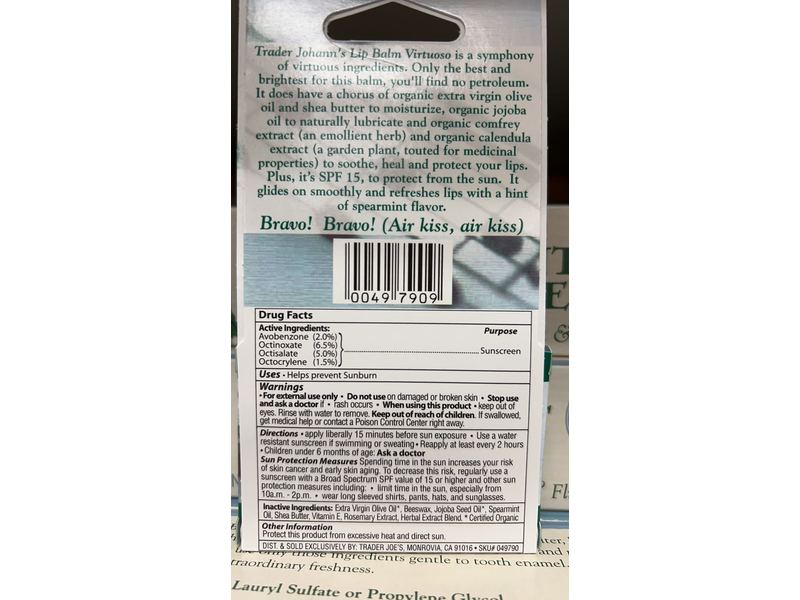 Trader Johann's Lip Balm Virtuoso is a symphony
of virtuous ingredients. Only the best and
brightest for this balm, you'll find no petroleum.
It does have a chorus of organic extra virgin olive
oil and shea butter to moisturize, organic jojoba
oil to naturally lubricate and organic comfrey
extract (an emollient herb) and organic calendula
extract (a garden plant, touted for medicinal
properties) to soothe, heal and protect your lips.
Plus, it's SPF 15, to protect from the sun. It
glides on smoothly and refreshes lips with a hint
of spearmint flavor.
Bravo! Bravo! (Air kiss, air kiss)
0049 7909
Drug Facts
Active Ingredients: Purpose
Avobenzone (2.0%)
Octinoxate (6.5%)
Octisalate (5.0%) Sunscreen
Octocrylene (1.5%)
Uses • Helps prevent Sunburn
Warnings
• For external use only • Do not use on damaged or broken skin • Stop use
and ask a doctor if • rash occurs • When using this product • keep out of
eyes. Rinse with water to remove. Keep out of reach of children. If swallowed,
get medical help or contact a Poison Control Center right away.
Directions • apply liberally 15 minutes before sun exposure • Use a water
resistant sunscreen if swimming or sweating • Reapply at least every 2 hours
• Children under 6 months of age: Ask a doctor
Sun Protection Measures Spending time in the sun increases your risk
of skin cancer and early skin aging. To decrease this risk, regularly use a
sunscreen with a Broad Spectrum SPF value of 15 or higher and other sun
protection measures including: • limit time in the sun, especially from
10a.m. - 2p.m. • wear long sleeved shirts, pants, hats, and sunglasses.
Inactive Ingredients: Extra Virgin Olive Oil*, Beeswax, Jojoba Seed Oil*, Spearmint
Oil, Shea Butter, Vitamin E, Rosemary Extract, Herbal Extract Blend. * Certified Organic
Other Information
Protect this product from excessive heat and direct sun.
DIST. & SOLD EXCLUSIVELY BY: TRADER JOE'S, MONROVIA, CA 91016 • SKU# 049790
only those ingredients gentle to tooth enamel
traordinary freshness.
Lauryl Sulfate or Propylene Glycol